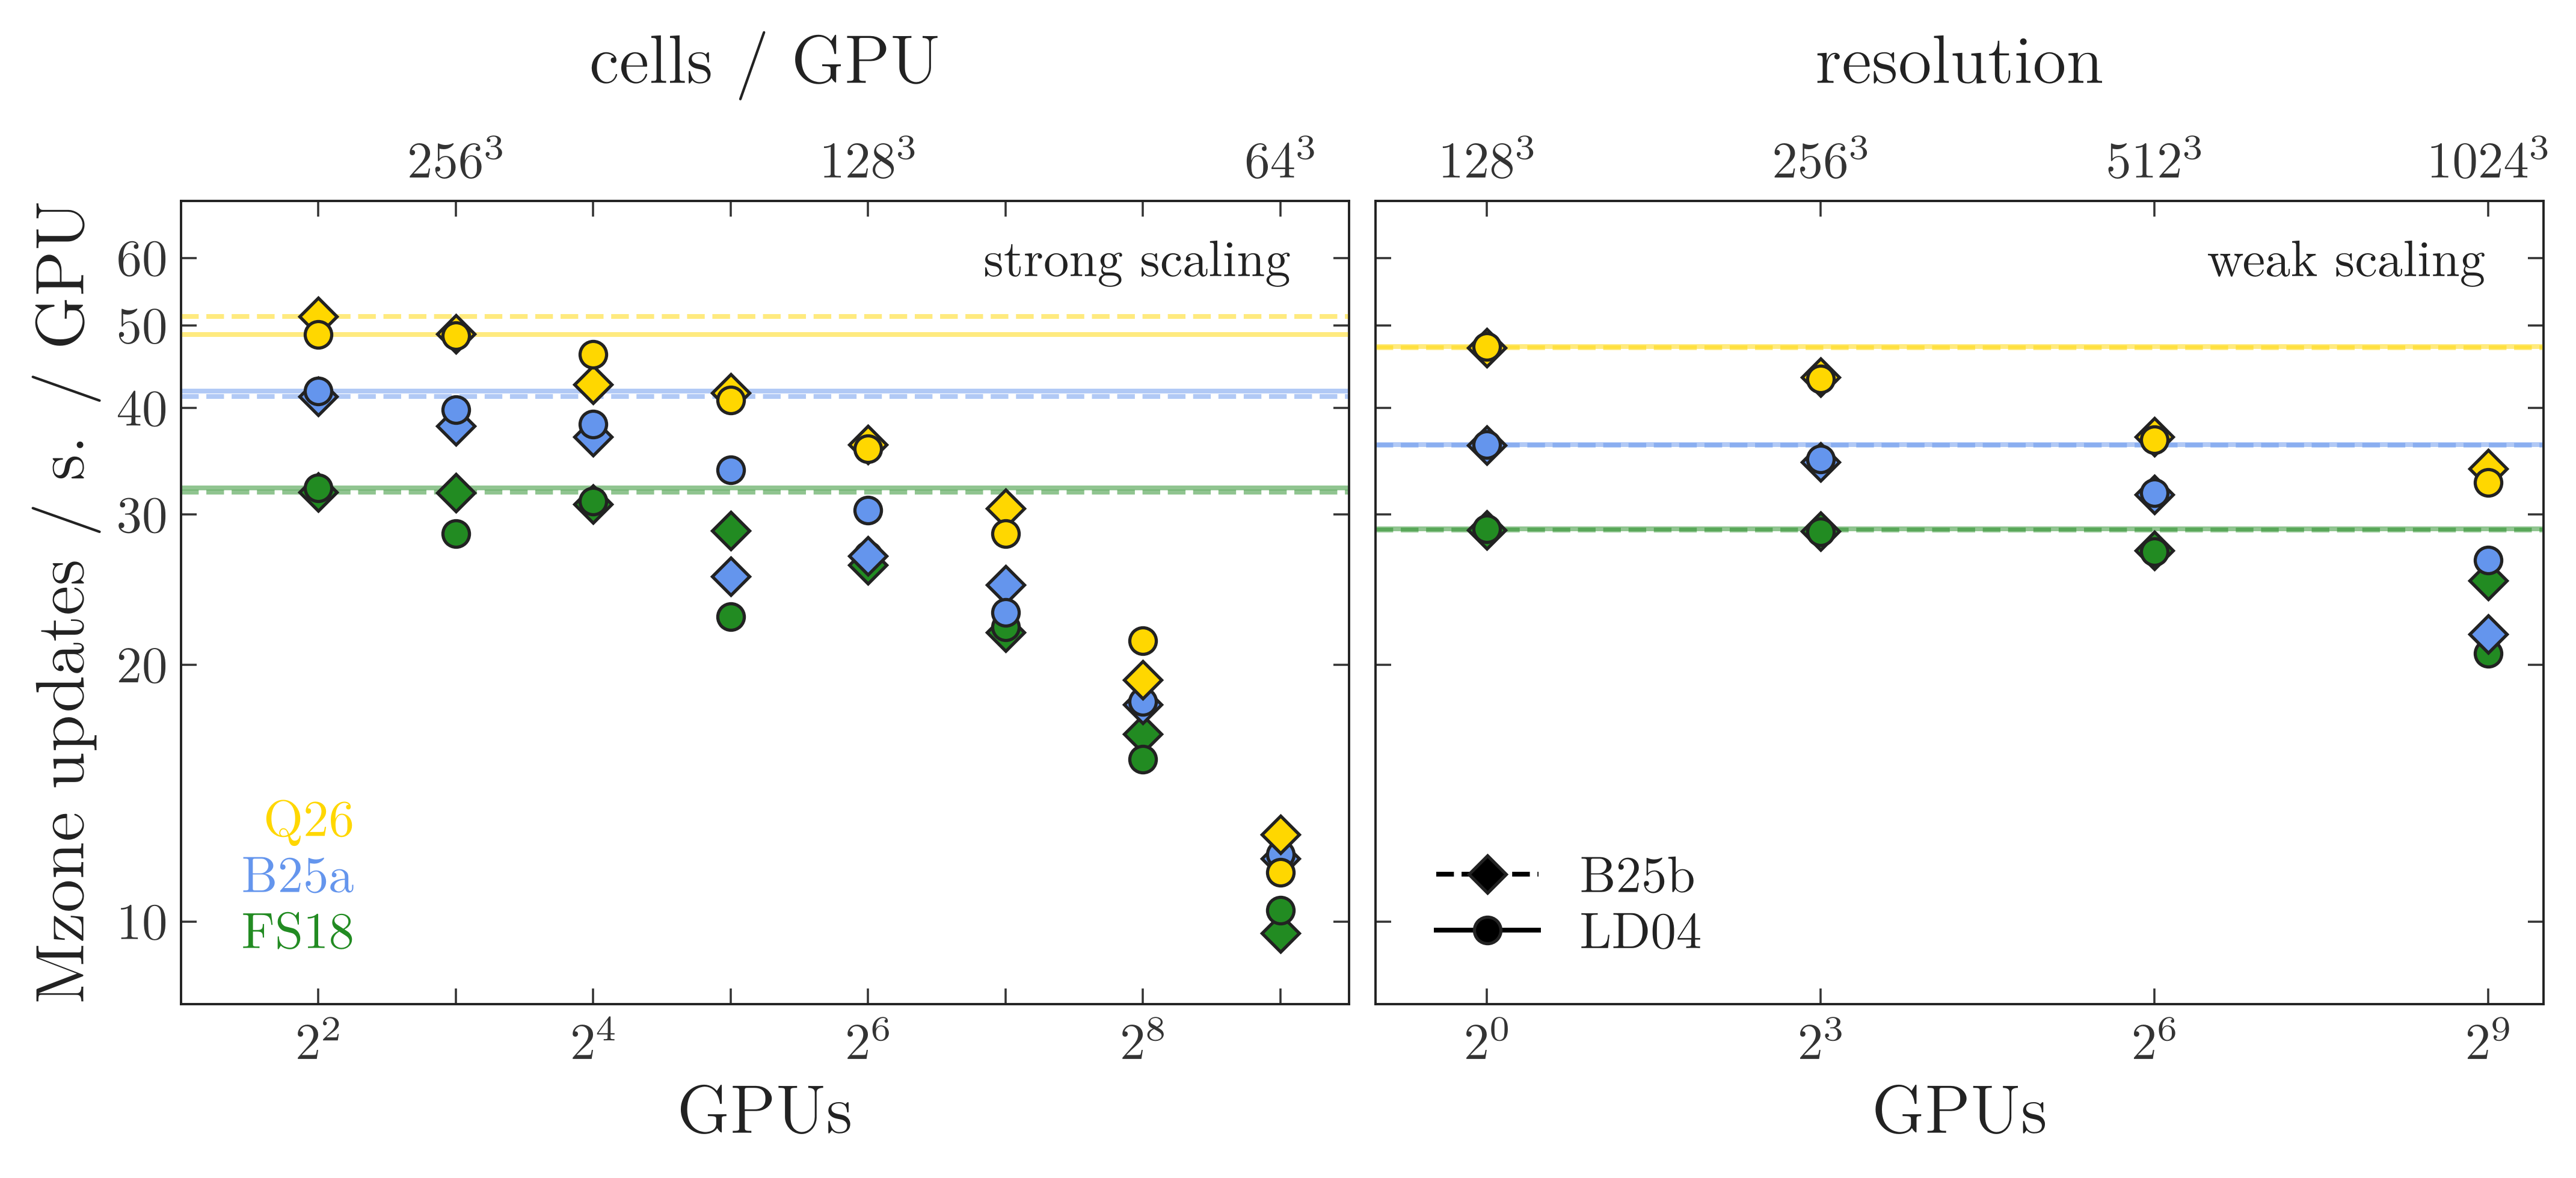 cells / GPU
resolution
256³ 128³ 64³
128³ 256³ 512³ 1024³
Mzone updates / s. / GPU
60
50
40
30
20
10
strong scaling
weak scaling
Q26
B25a
FS18
B25b
LD04
2² 2⁴ 2⁶ 2⁸
2⁰ 2³ 2⁶ 2⁹
GPUs
GPUs